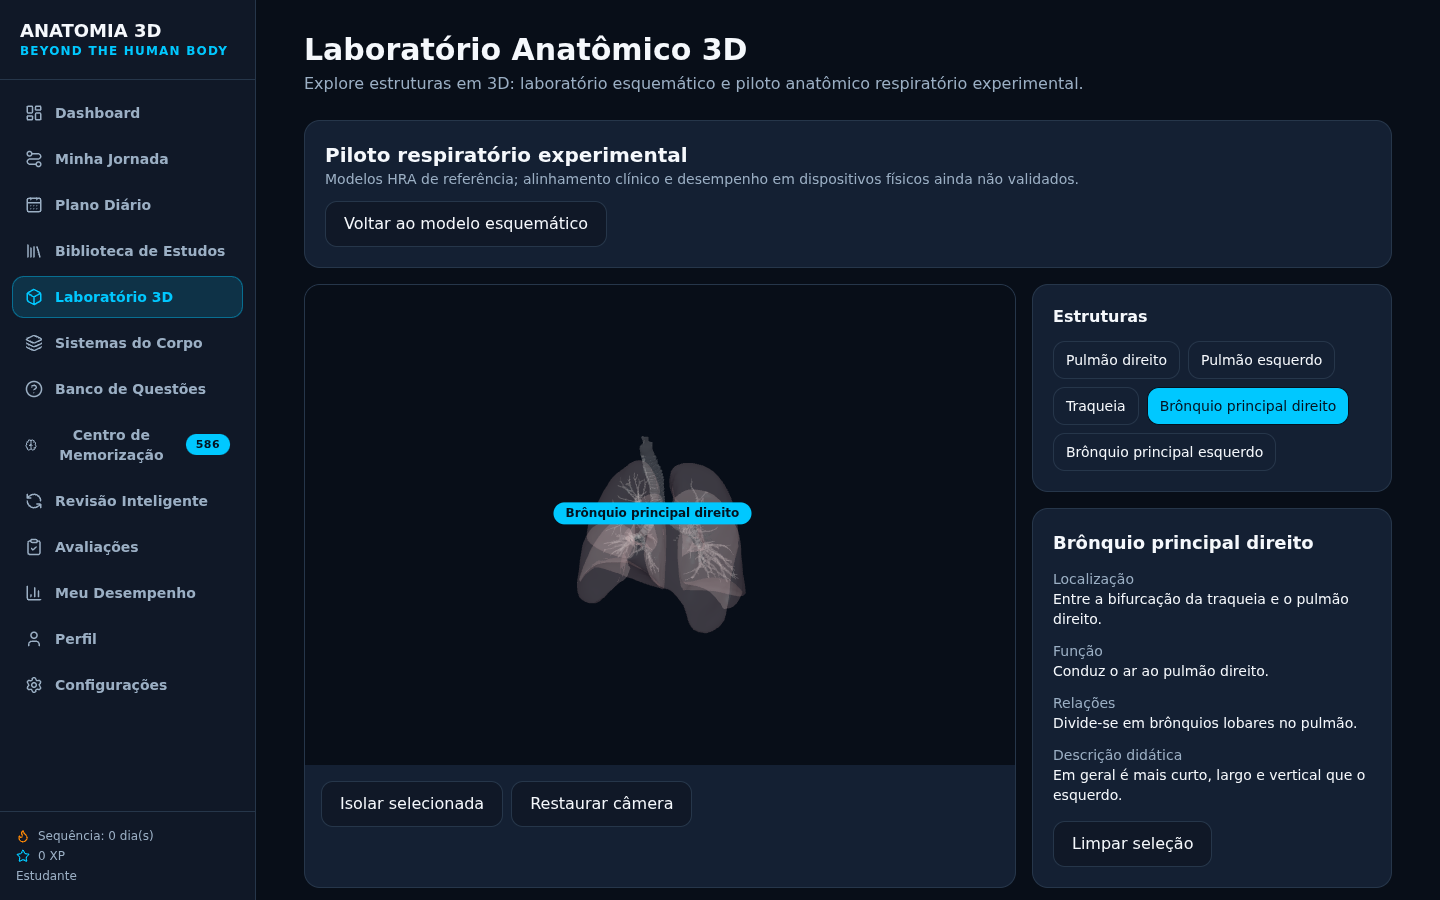 ANATOMIA 3D
BEYOND THE HUMAN BODY
Dashboard
Minha Jornada
Plano Diário
Biblioteca de Estudos
Laboratório 3D
Sistemas do Corpo
Banco de Questões
Centro de
Memorização
586
Revisão Inteligente
Avaliações
Meu Desempenho
Perfil
Configurações
Sequência: 0 dia(s)
0 XP
Estudante
Laboratório Anatômico 3D
Explore estruturas em 3D: laboratório esquemático e piloto anatômico respiratório experimental.
Piloto respiratório experimental
Modelos HRA de referência; alinhamento clínico e desempenho em dispositivos físicos ainda não validados.
Voltar ao modelo esquemático
Brônquio principal direito
Isolar selecionada
Restaurar câmera
Estruturas
Pulmão direito
Pulmão esquerdo
Traqueia
Brônquio principal direito
Brônquio principal esquerdo
Brônquio principal direito
Localização
Entre a bifurcação da traqueia e o pulmão
direito.
Função
Conduz o ar ao pulmão direito.
Relações
Divide-se em brônquios lobares no pulmão.
Descrição didática
Em geral é mais curto, largo e vertical que o
esquerdo.
Limpar seleção